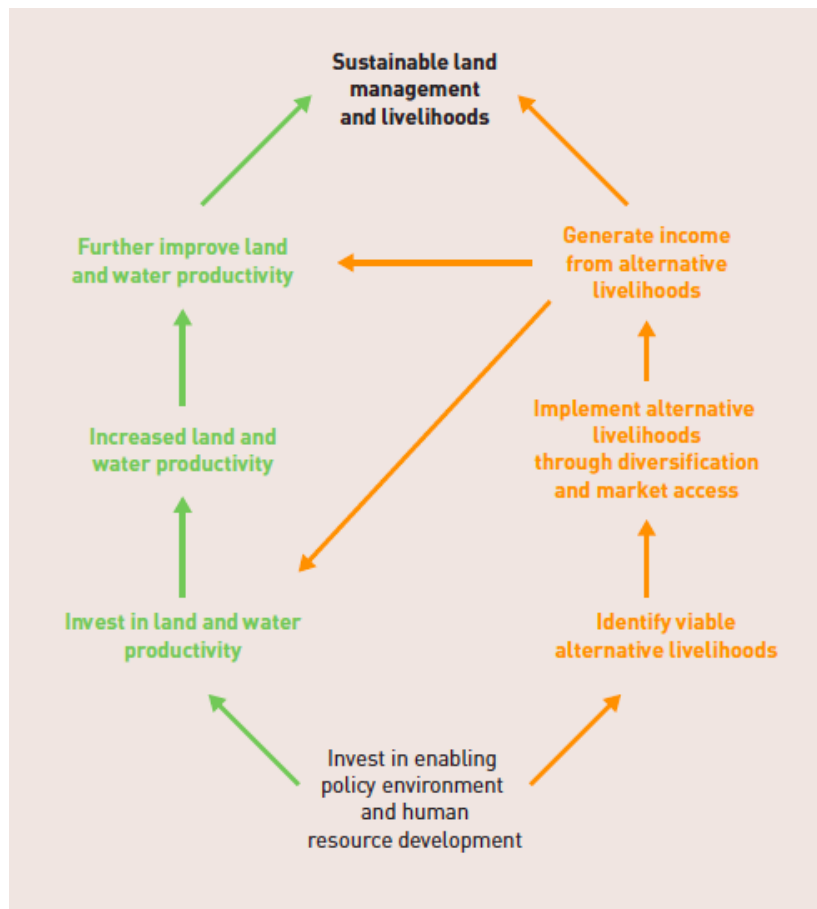 Sustainable land
management
and livelihoods
Further improve land
and water productivity
Generate income
from alternative
livelihoods
Increased land and
water productivity
Implement alternative
livelihoods
through diversification
and market access
Invest in land and water
productivity
Identify viable
alternative livelihoods
Invest in enabling
policy environment
and human
resource development